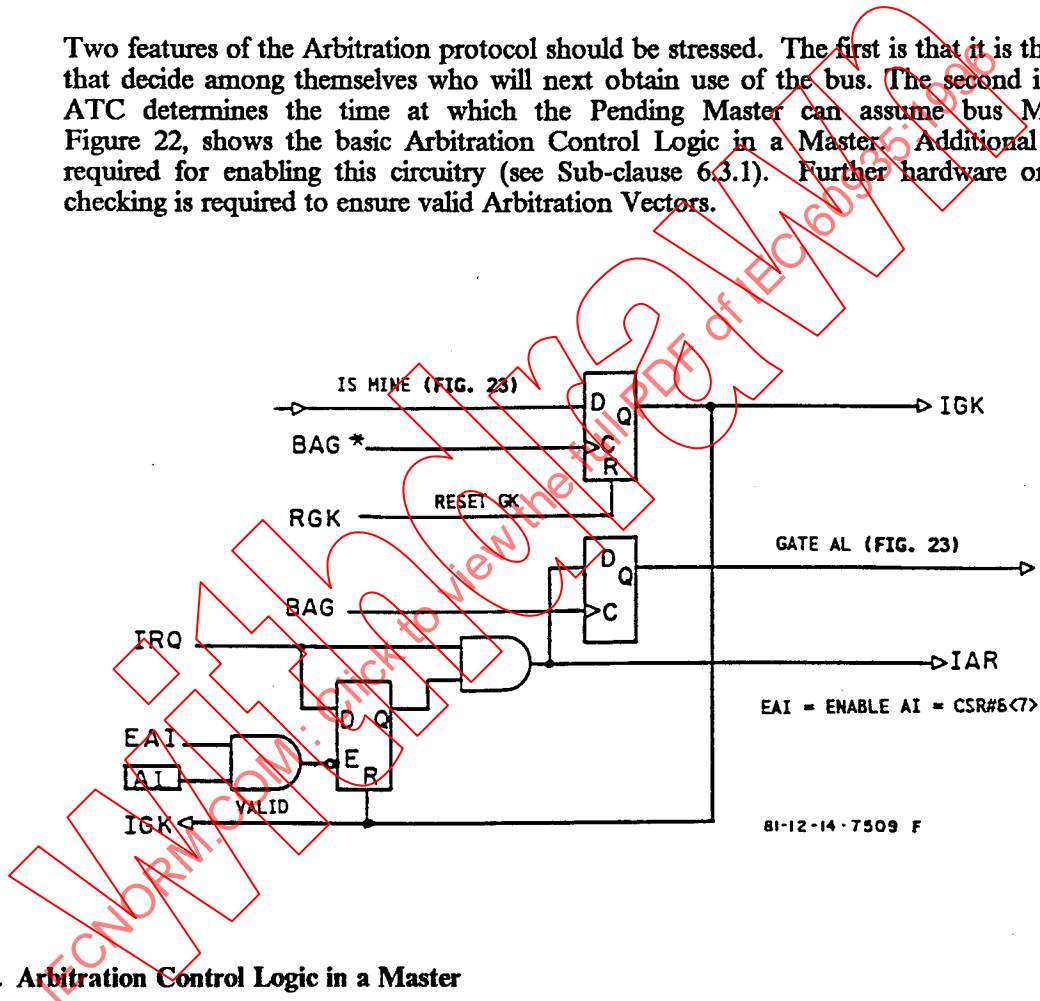 Two features of the Arbitration protocol should be stressed. The first is that it is th
that decide among themselves who will next obtain use of the bus. The second i
ATC determines the time at which the Pending Master can assume bus M
Figure 22, shows the basic Arbitration Control Logic in a Master. Additional
required for enabling this circuitry (see Sub-clause 6.3.1). Further hardware or
checking is required to ensure valid Arbitration Vectors.
IS MINE (FIG. 23)
D
Q
IGK
BAG *
C
R
RGK
RESET GK
GATE AL (FIG. 23)
D
Q
BAG
C
IRQ
IAR
D Q
EAI = ENABLE AI = CSR#8<7>
EAI
E
AI
R
VALID
IGK
81-12-14-7509 F
. Arbitration Control Logic in a Master
Withdrawn
IECNORM.COM : Click to view the full PDF of IEC 60935:1996